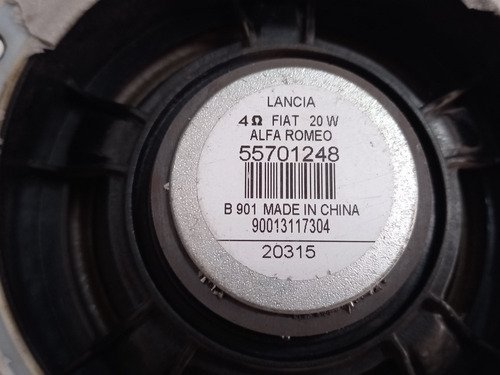 LANCIA
4Ω FIAT 20 W
ALFA ROMEO
55701248
B 901 MADE IN CHINA
90013117304
20315